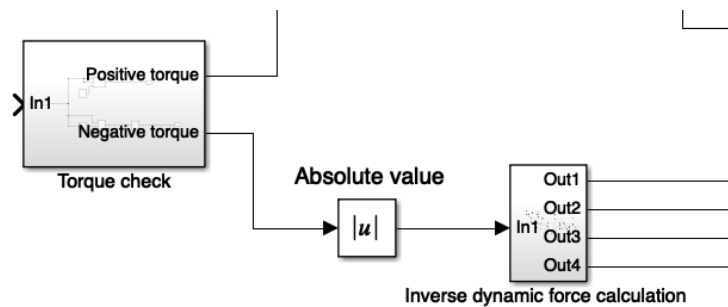 Positive torque
In1
Negative torque
Torque check
Absolute value
|u|
Out1
Out2
In1
Out3
Out4
Inverse dynamic force calculation